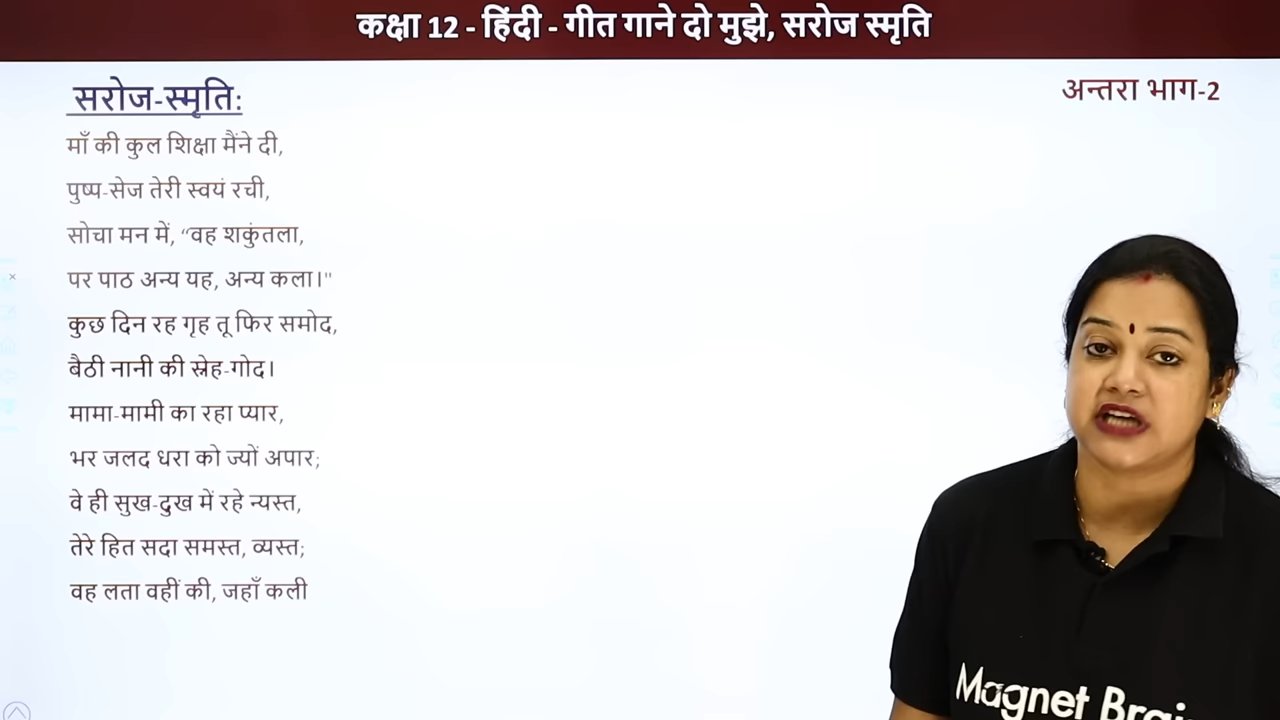 कक्षा 12 - हिंदी - गीत गाने दो मुझे, सरोज स्मृति
सरोज-स्मृति:
अन्तरा भाग-2
माँ की कुल शिक्षा मैंने दी,
पुष्प-सेज तेरी स्वयं रची,
सोचा मन में, “वह शकुंतला,
पर पाठ अन्य यह, अन्य कला।"
कुछ दिन रह गृह तू फिर समोद,
बैठी नानी की स्नेह-गोद।
मामा-मामी का रहा प्यार,
भर जलद धरा को ज्यों अपार;
वे ही सुख-दुख में रहे न्यस्त,
तेरे हित सदा समस्त, व्यस्त;
वह लता वहीं की, जहाँ कली
Magnet